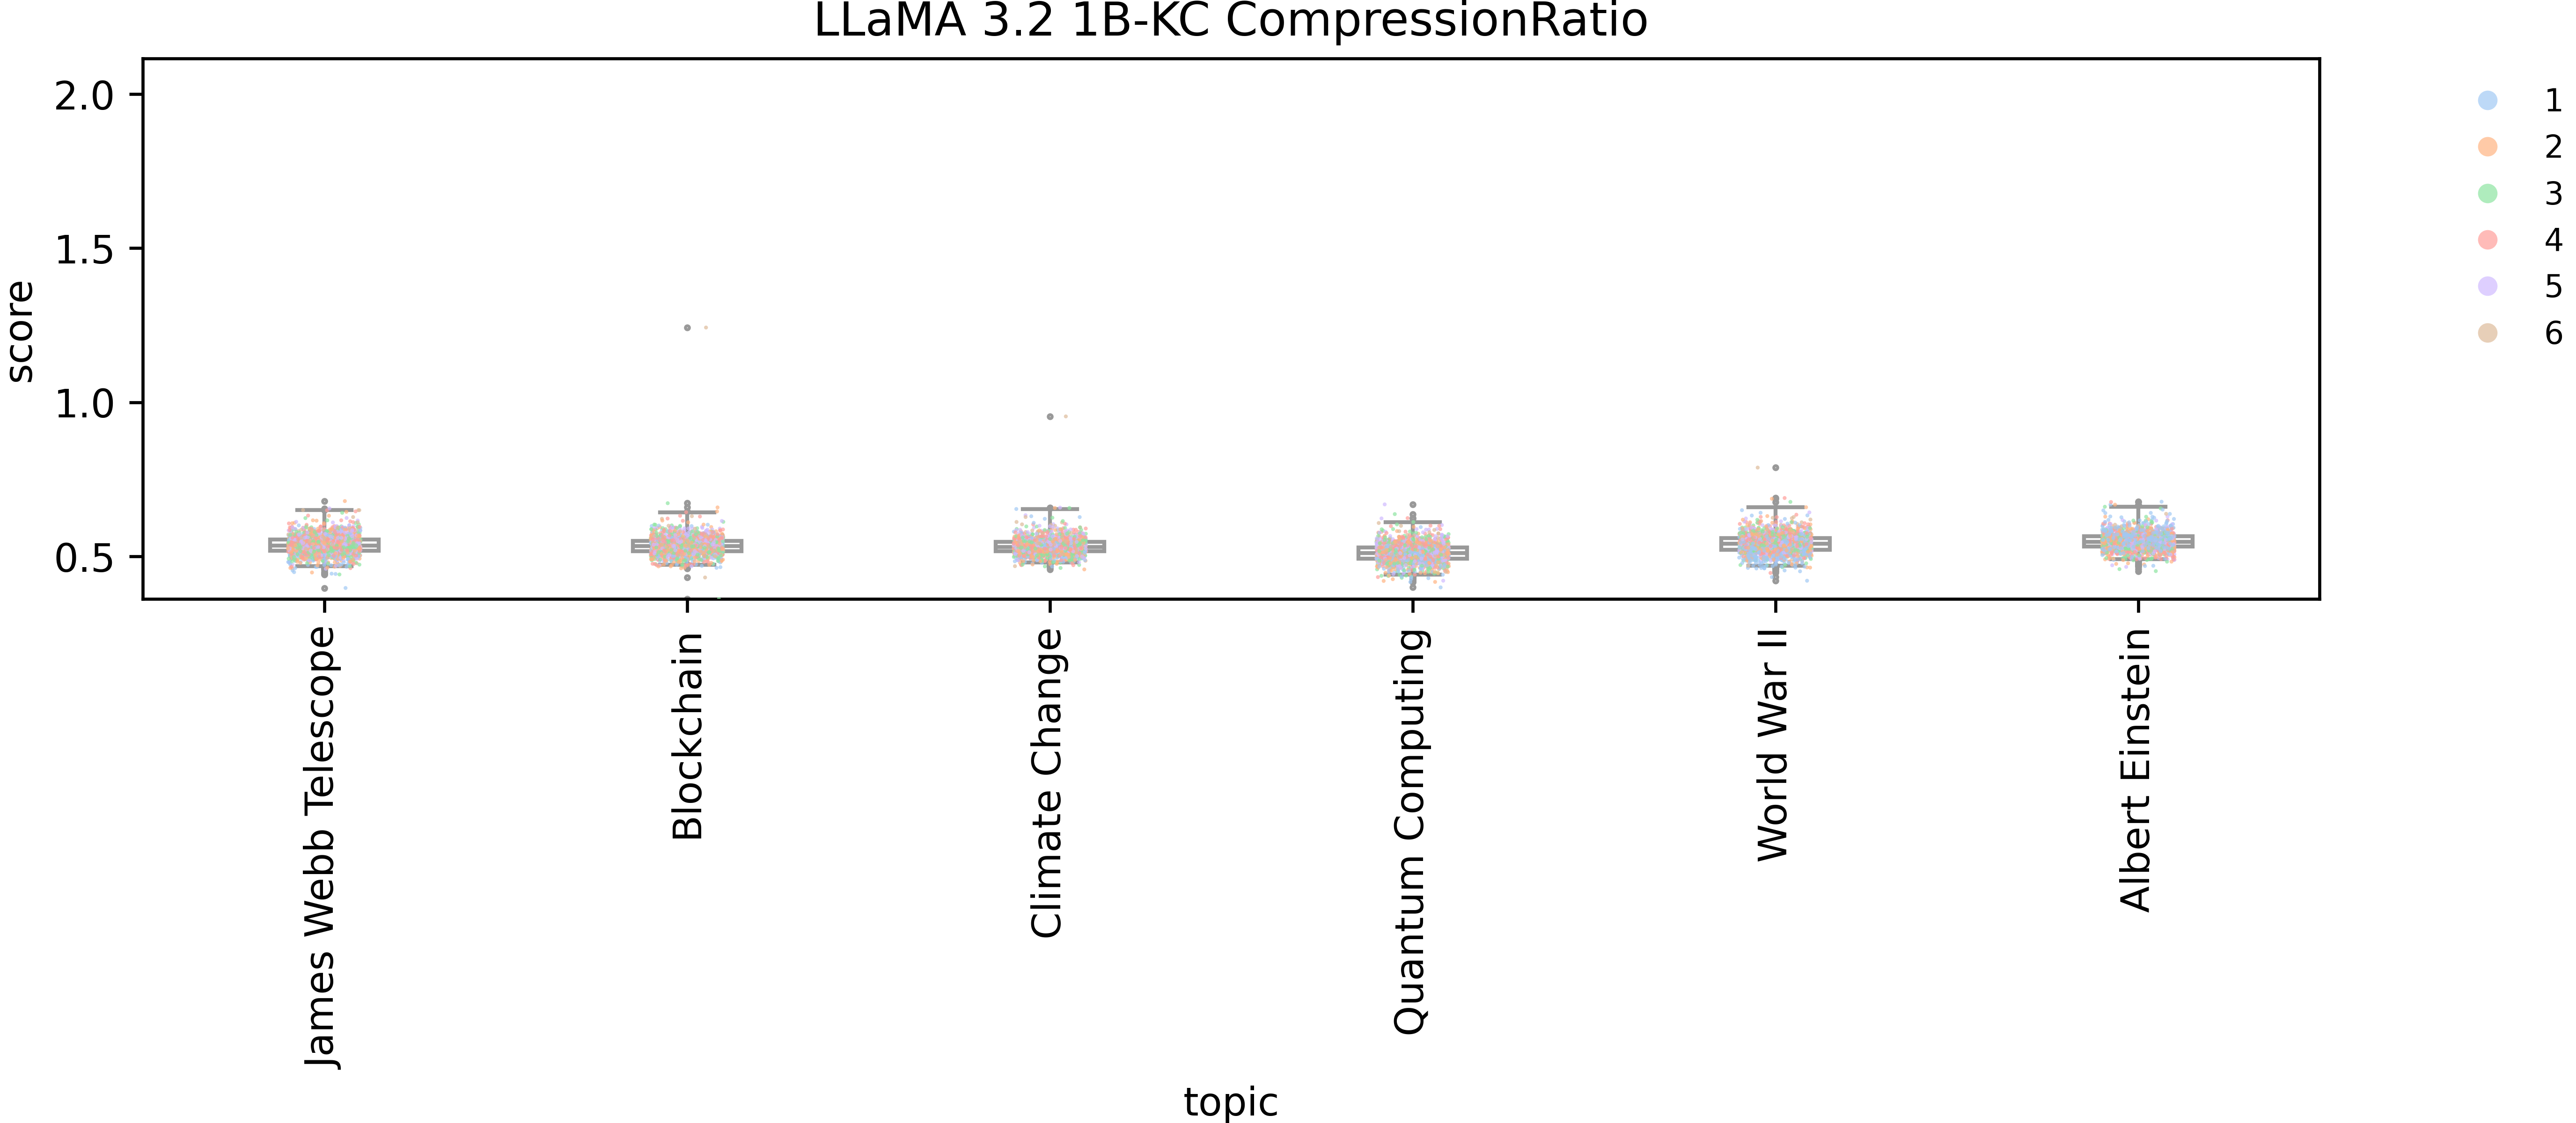 LLaMA 3.2 1B-KC CompressionRatio
score
2.0
1.5
1.0
0.5
1
2
3
4
5
6
James Webb Telescope
Blockchain
Climate Change
Quantum Computing
World War II
Albert Einstein
topic